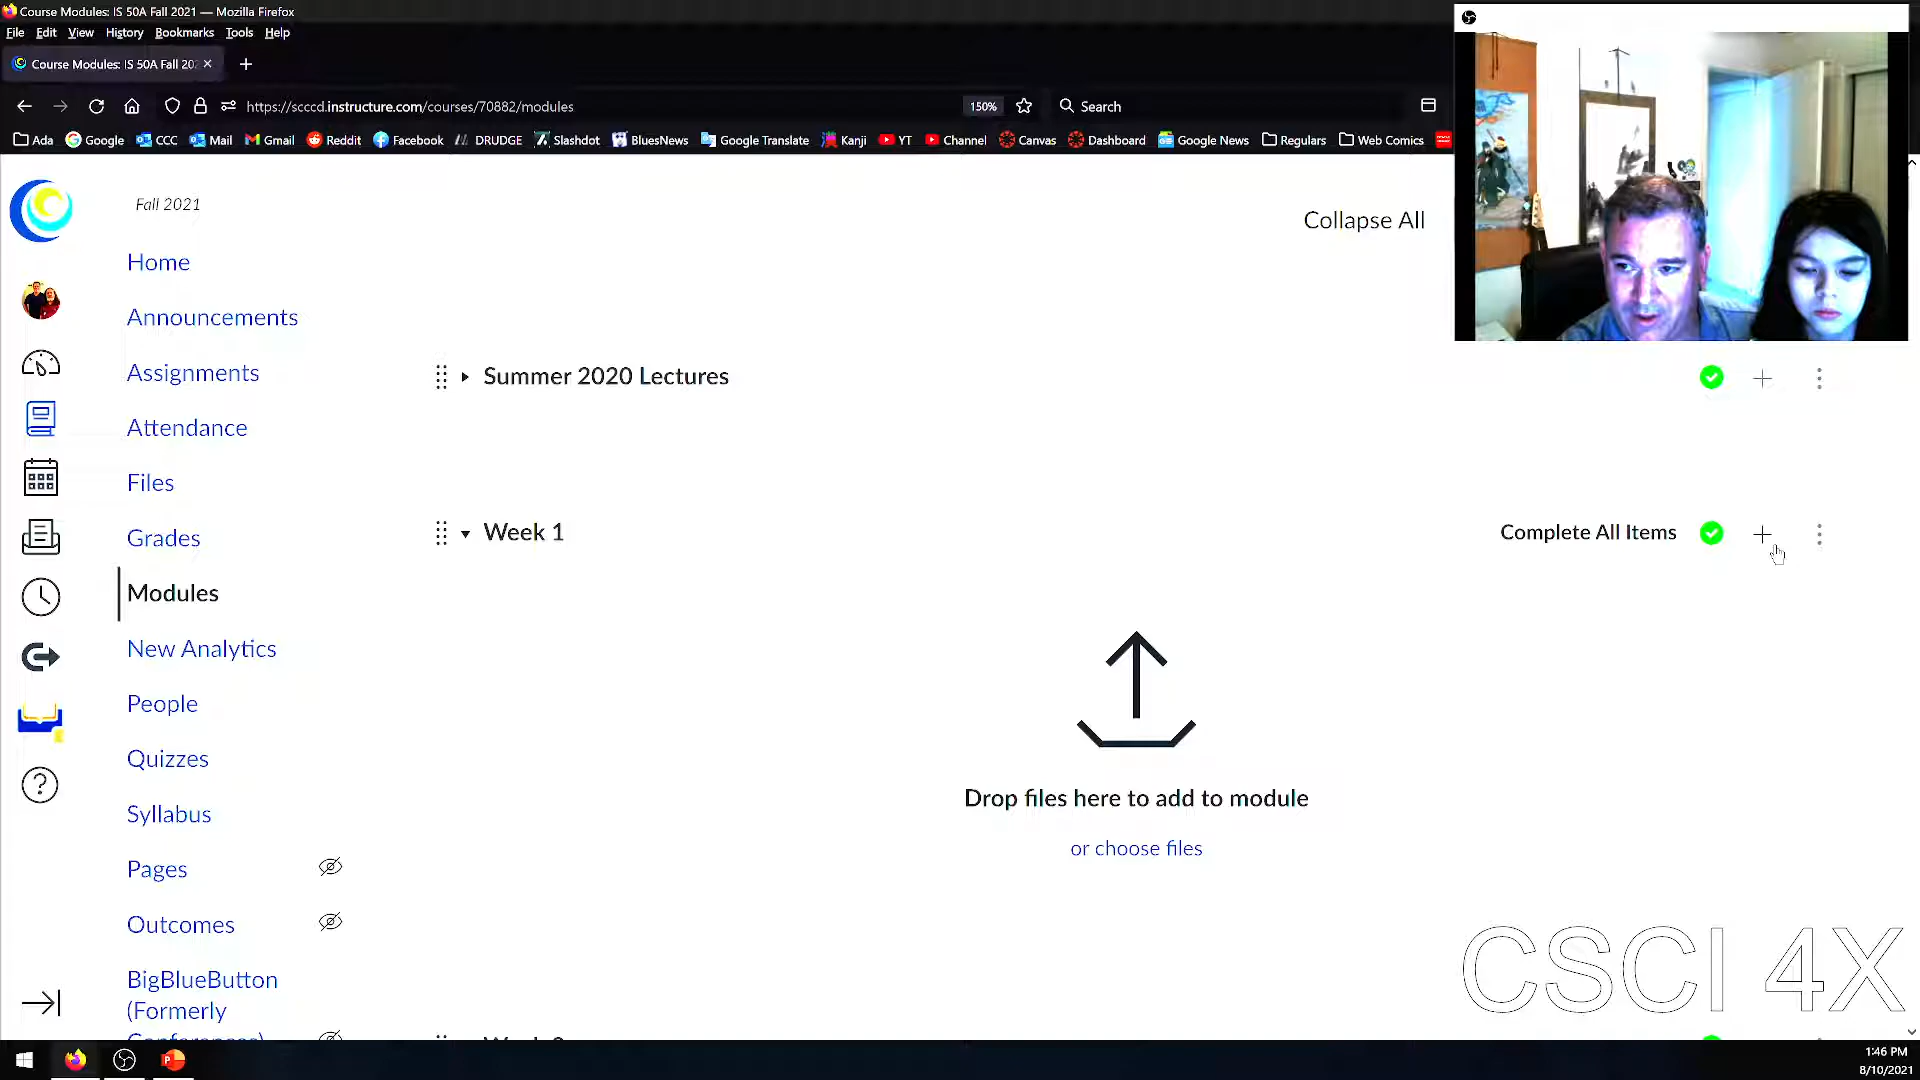 Course Modules: IS 50A Fall 2021 — Mozilla Firefox
File Edit View History Bookmarks Tools Help
Course Modules: IS 50A Fall 202
https://scccd.instructure.com/courses/70882/modules
150%
Search
Ada Google CCC Mail Gmail Reddit Facebook DRUDGE Slashdot BluesNews Google Translate Kanji YT Channel Canvas Dashboard Google News Regulars Web Comics
Fall 2021
Collapse All
Home
Announcements
Assignments
Attendance
Files
Grades
Modules
New Analytics
People
Quizzes
Syllabus
Pages
Outcomes
BigBlueButton
(Formerly
Summer 2020 Lectures
Week 1
Complete All Items
Drop files here to add to module
or choose files
CSCI 4X
1:46 PM
8/10/2021